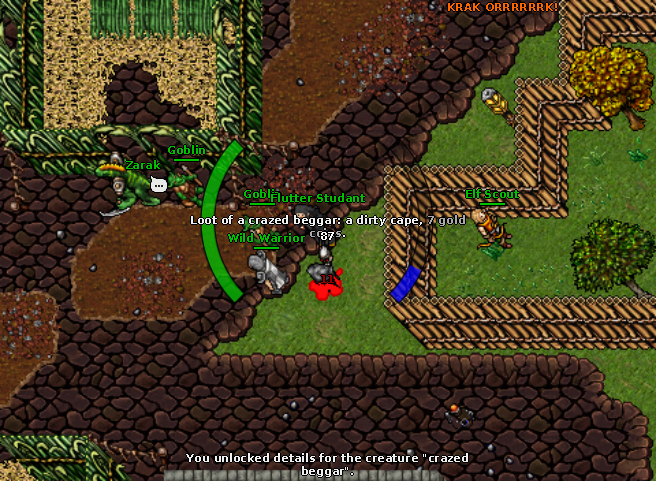 KRAK ORRRRRRK!
Goblin
Zarak
...
Goblin
Flutter Studant
Elf Scout
Loot of a crazed beggar: a dirty cape, 7 gold
coins.
Wild Warrior
87
You unlocked details for the creature "crazed
beggar".